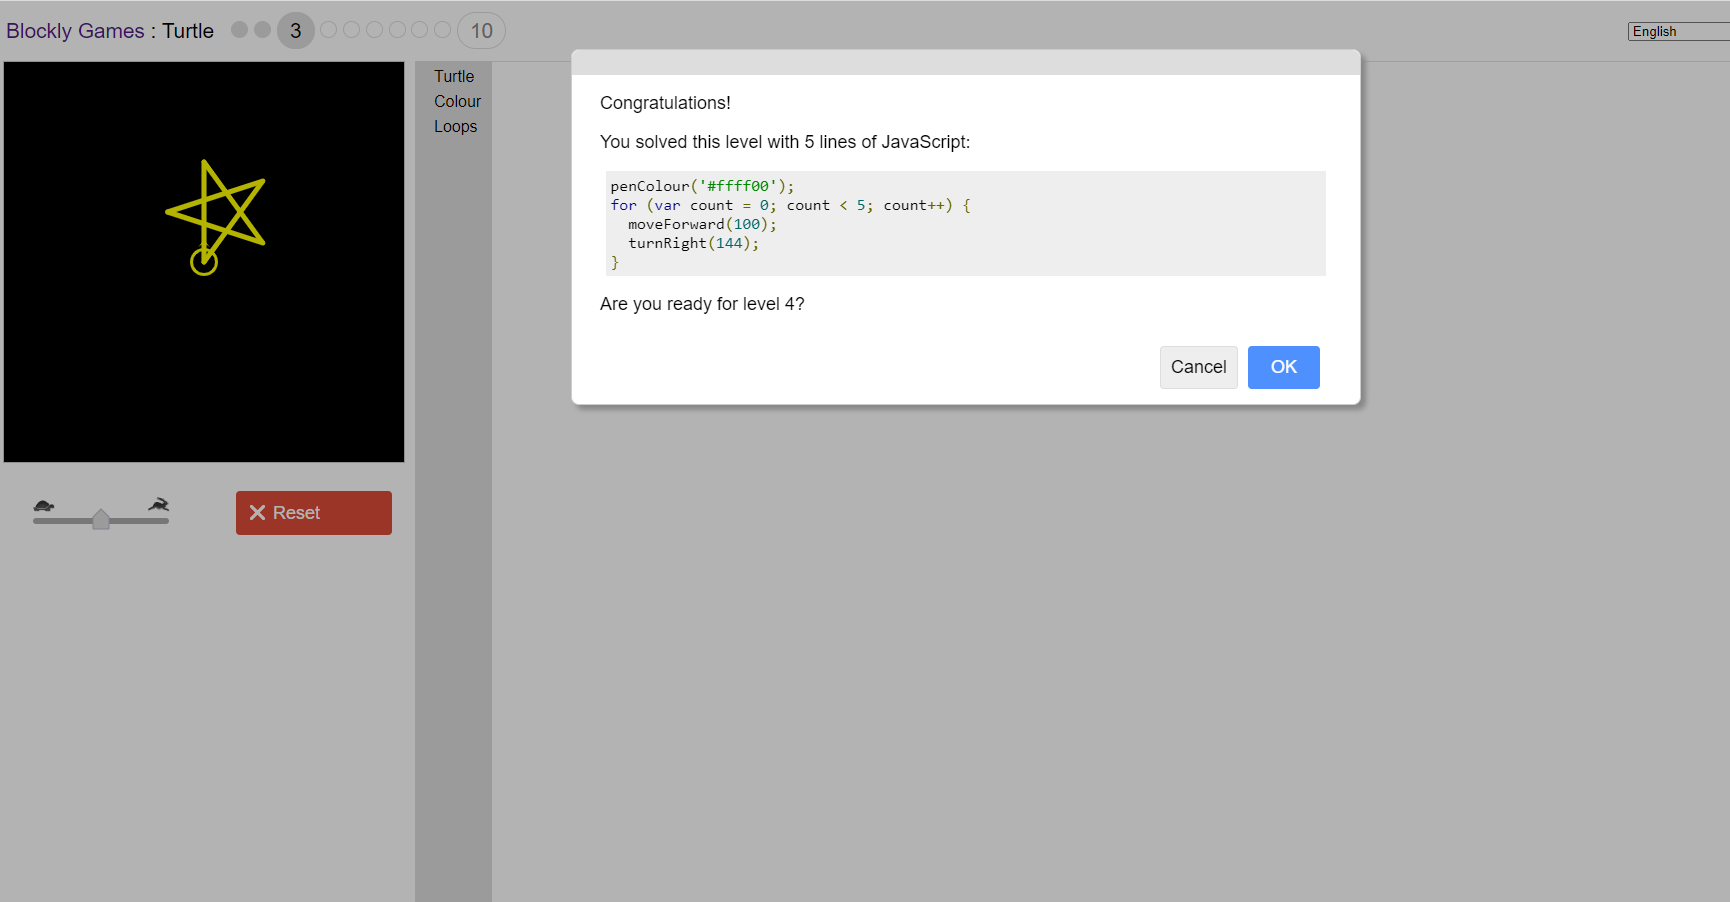 Blockly Games : Turtle 3 10
English
Turtle
Colour
Loops
Congratulations!
You solved this level with 5 lines of JavaScript:
penColour('#ffff00');
for (var count = 0; count < 5; count++) {
  moveForward(100);
  turnRight(144);
}
Are you ready for level 4?
Cancel OK
Reset